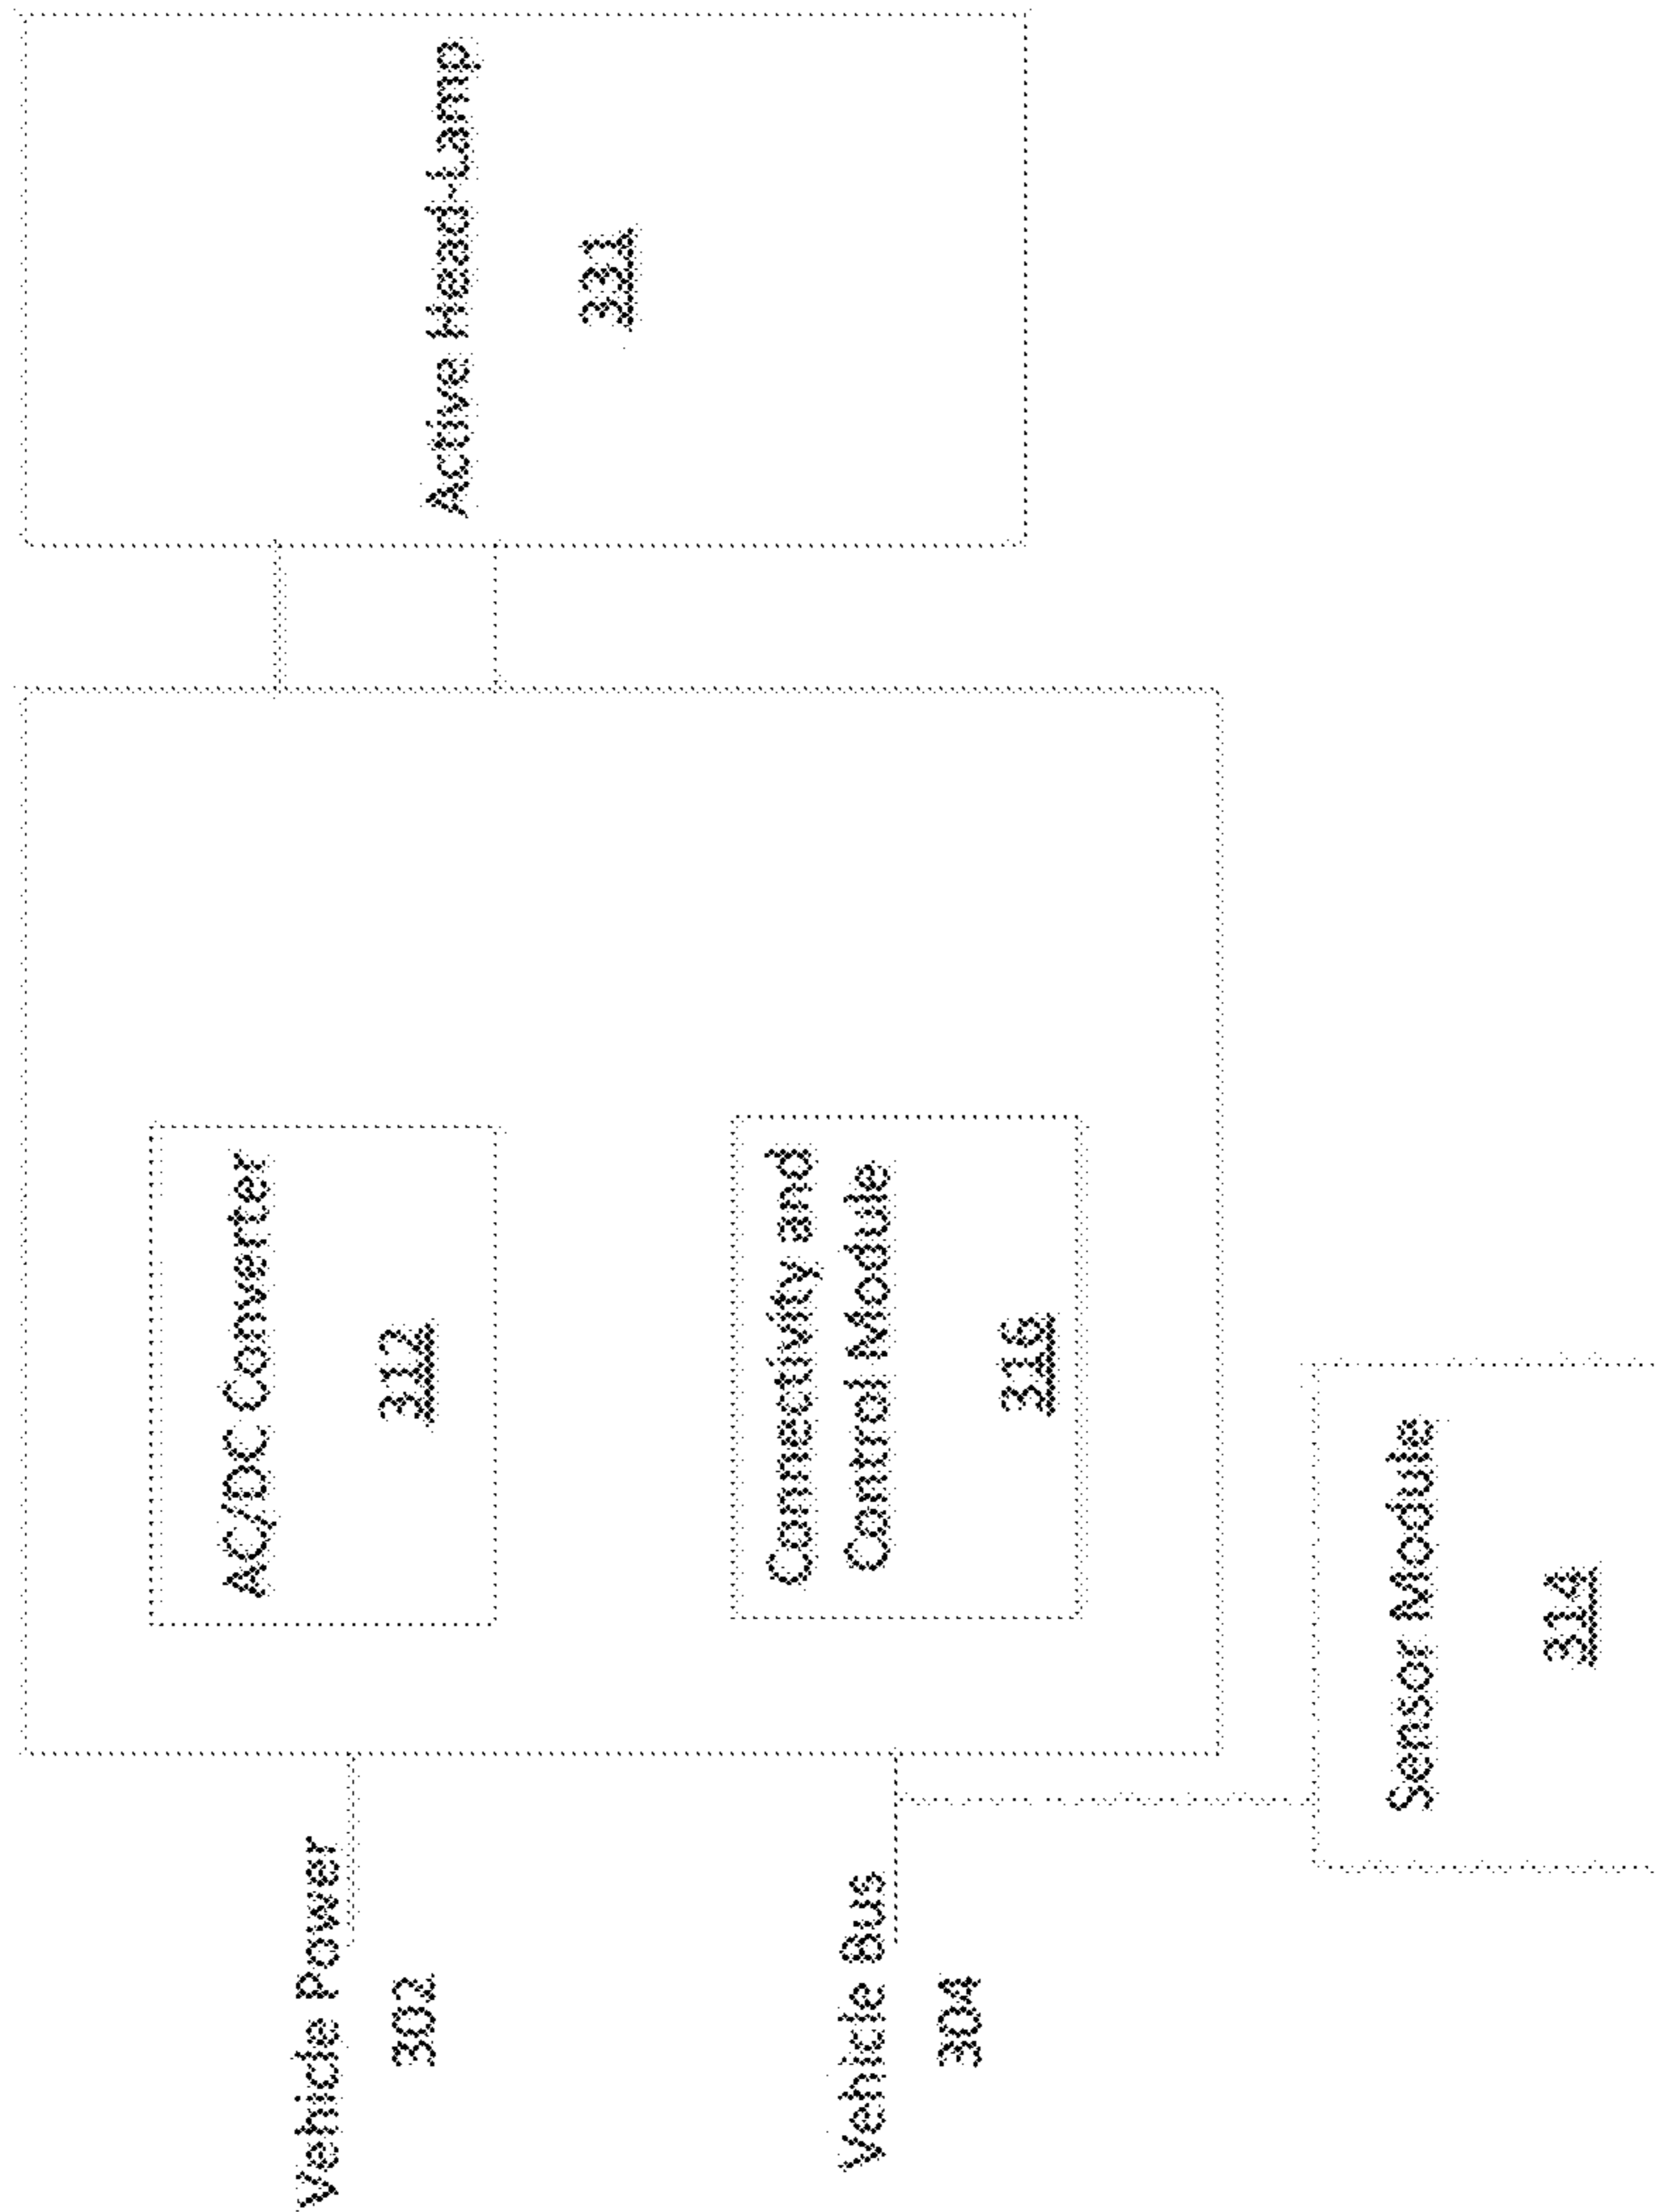 Vehicle Power
302
Vehicle Bus
304
AC/DC Converter
312
Connectivity and
Control Module
316
Sensor Module
314
Active Head-Lamp
331